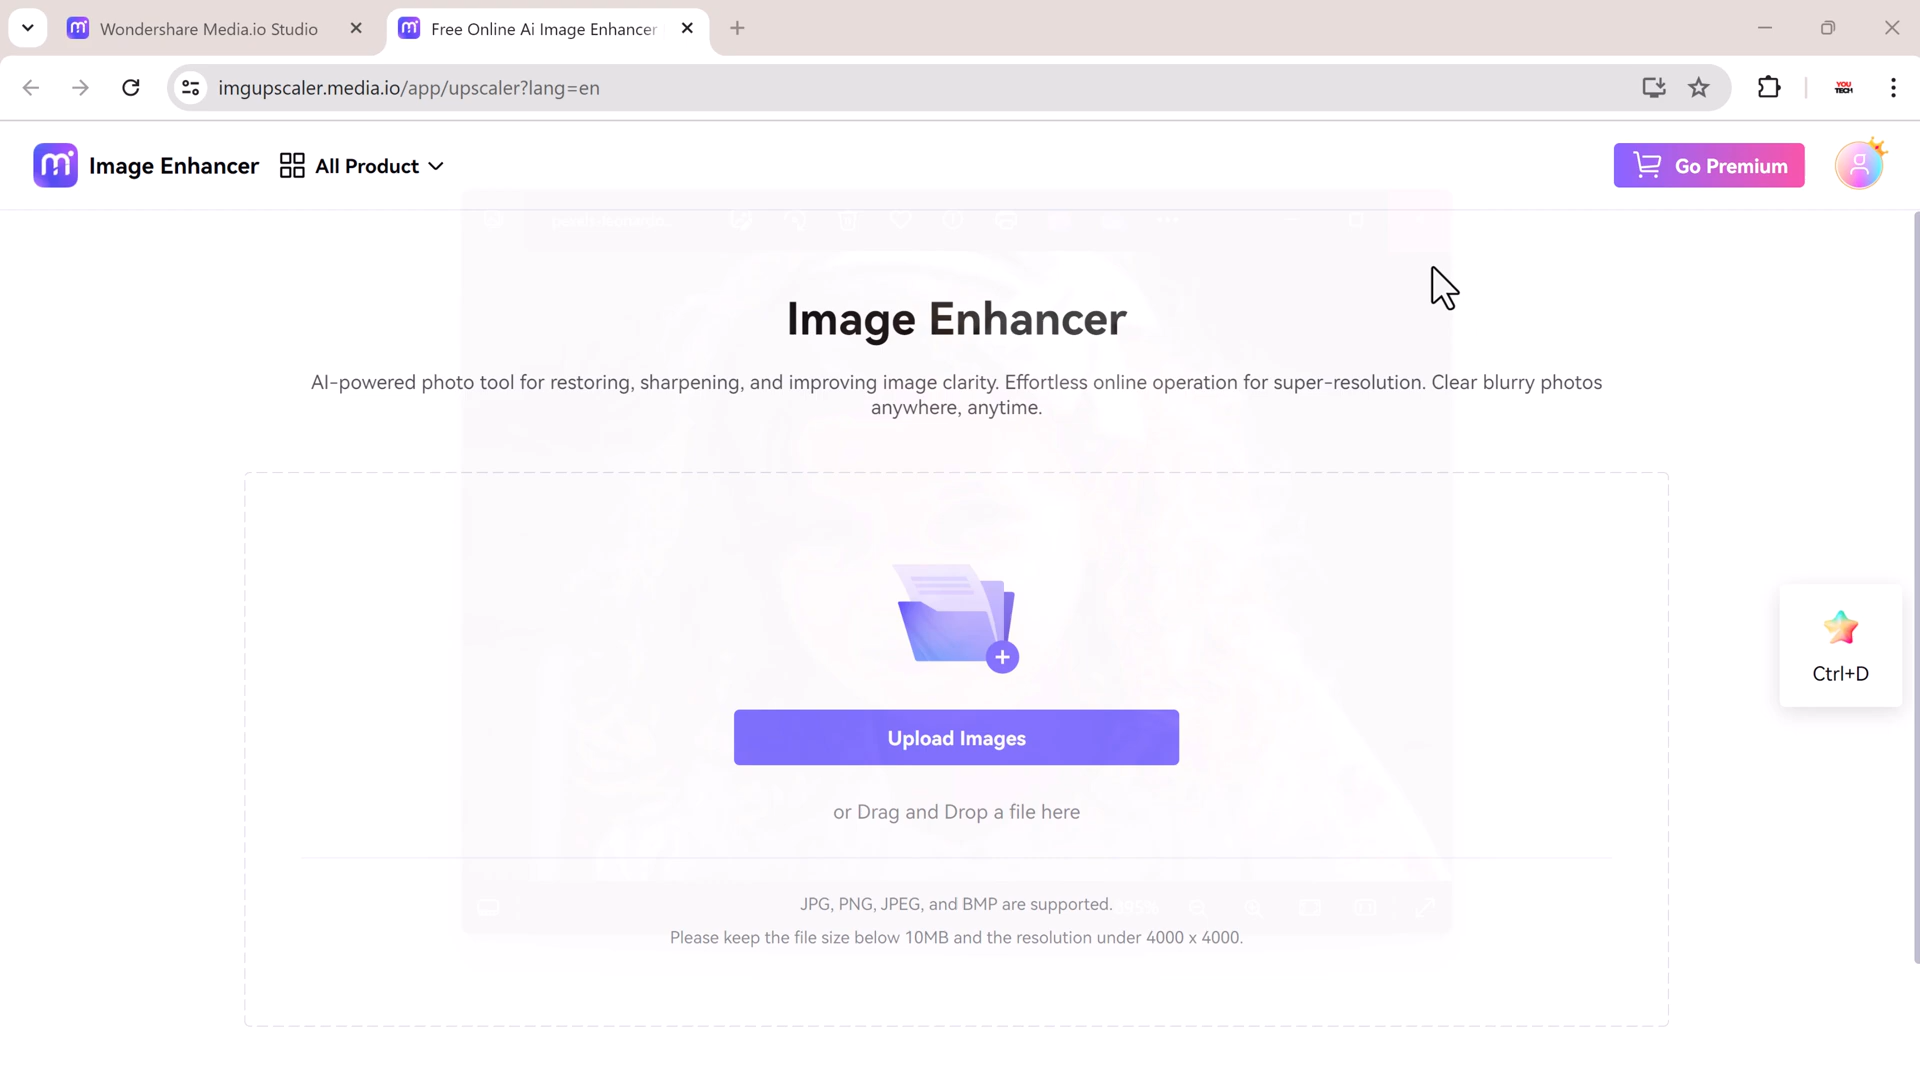 Wondershare Media.io Studio
Free Online Ai Image Enhancer
imgupscaler.media.io/app/upscaler?lang=en
YOU
TECH
Image Enhancer
All Product
Go Premium
Image Enhancer
AI-powered photo tool for restoring, sharpening, and improving image clarity. Effortless online operation for super-resolution. Clear blurry photos
anywhere, anytime.
Ctrl+D
Upload Images
or Drag and Drop a file here
JPG, PNG, JPEG, and BMP are supported.
Please keep the file size below 10MB and the resolution under 4000 x 4000.